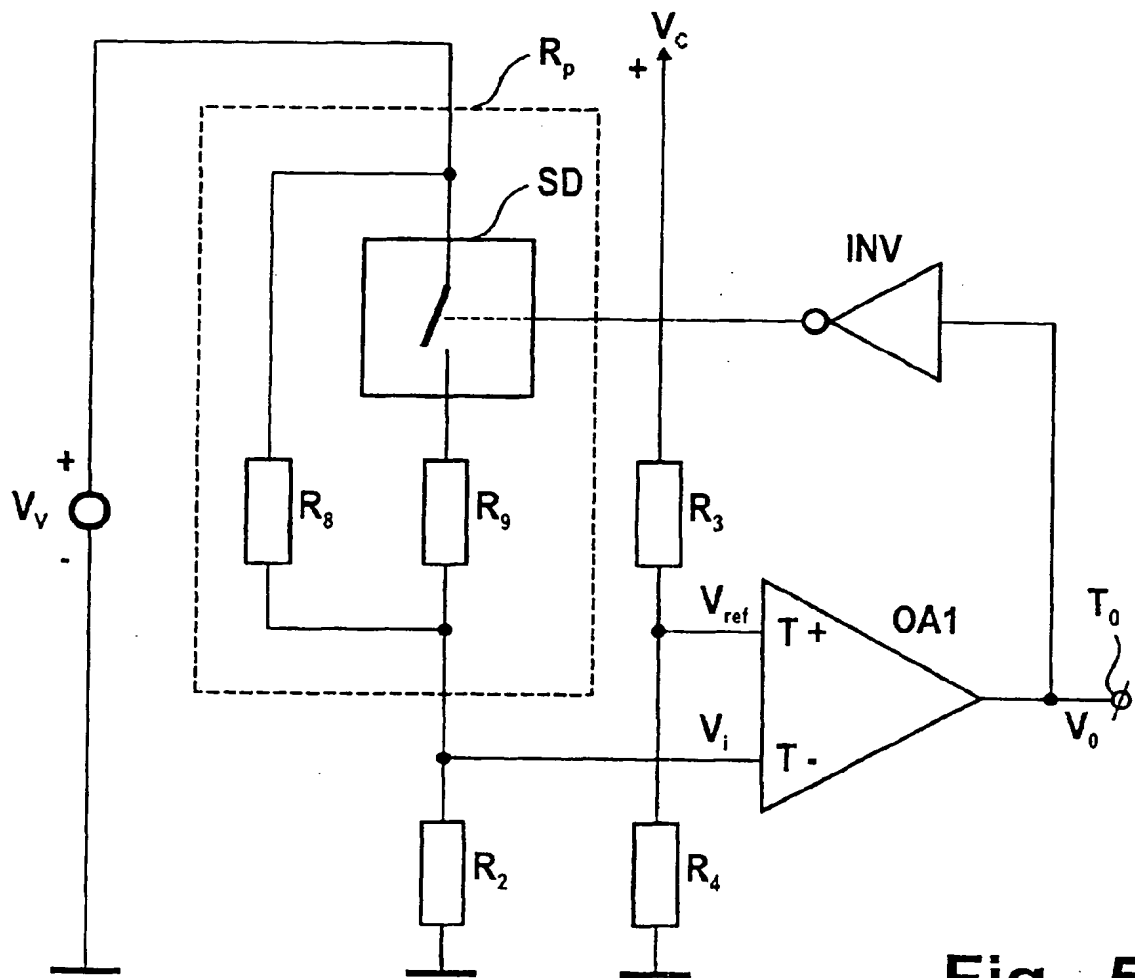 V_c
+
R_p
SD
INV
+
V_v
-
R_8
R_9
R_3
V_ref
T +
OA1
T_0
V_i
T -
V_0
R_2
R_4
Fig. 5